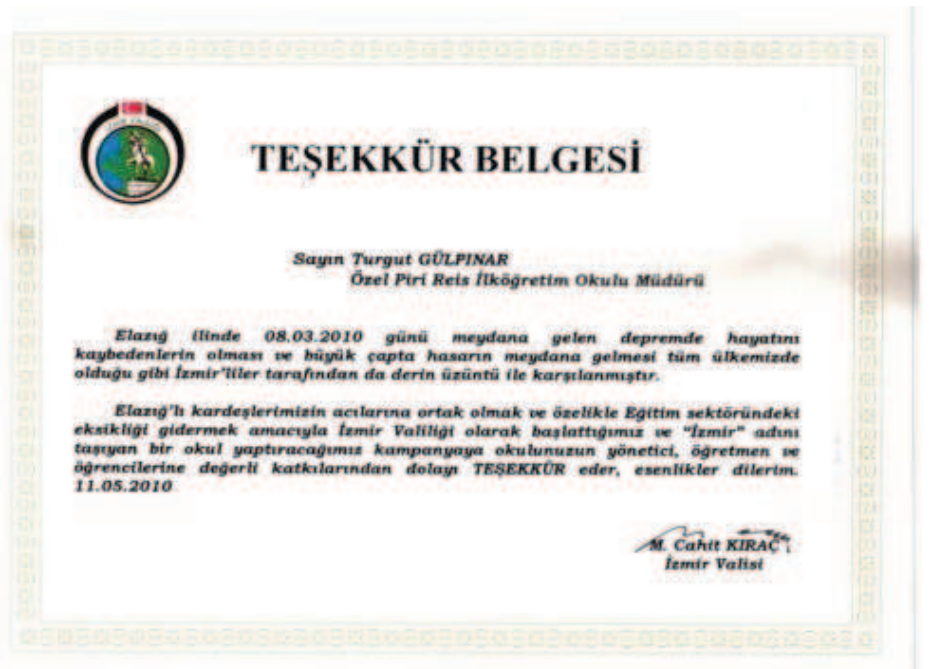 TEŞEKKÜR BELGESİ
Sayın Turgut GÜLPINAR
Özel Piri Reis İlköğretim Okulu Müdürü
Elazığ ilinde 08.03.2010 günü meydana gelen depremde hayatını
kaybedenlerin olması ve büyük çapta hasarın meydana gelmesi tüm ülkemizde
olduğu gibi İzmir'liler tarafından da derin üzüntü ile karşılanmıştır.
Elazığ'lı kardeşlerimizin acılarına ortak olmak ve özelikle Eğitim sektöründeki
eksikliği gidermek amacıyla İzmir Valiliği olarak başlattığımız ve "İzmir" adını
taşıyan bir okul yaptıracağımız kampanyaya okulunuzun yönetici, öğretmen ve
öğrencilerine değerli katkılarından dolayı TEŞEKKÜR eder, esenlikler dilerim.
11.05.2010
M. Cahit KIRAÇ
İzmir Valisi